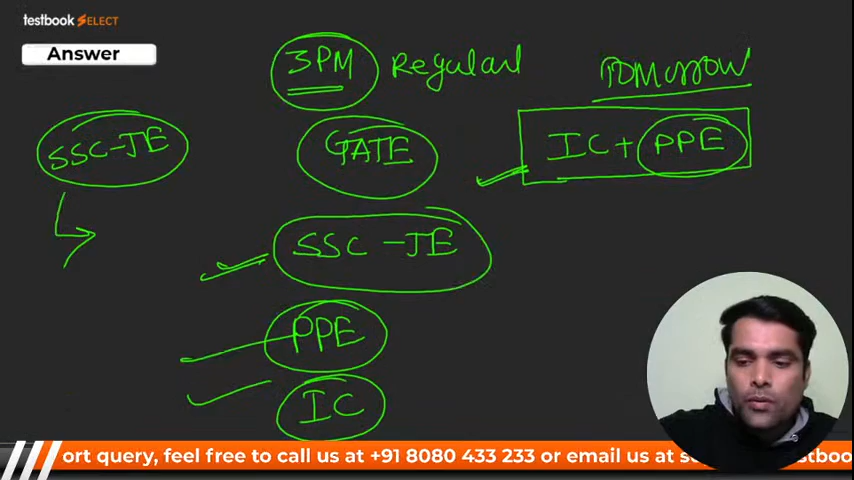 testbook SELECT
Answer
3PM Regular
Tomorrow
SSC-JE
GATE
IC + PPE
SSC-JE
PPE
IC
ort query, feel free to call us at +91 8080 433 233 or email us at s
stboo